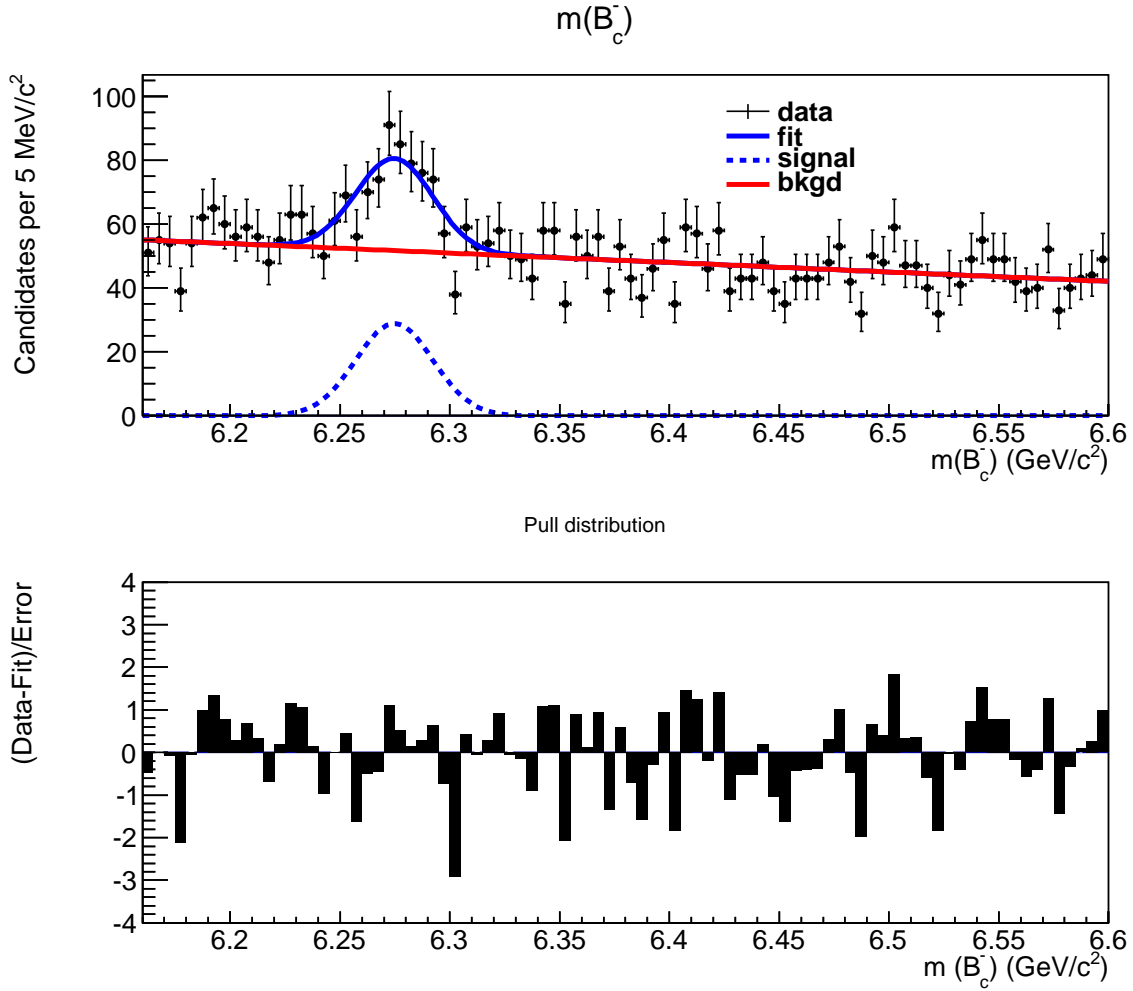 m(B_c^-)
Candidates per 5 MeV/c²
100
80
60
40
20
0
data
fit
signal
bkgd
6.2 6.25 6.3 6.35 6.4 6.45 6.5 6.55 6.6
m(B_c^-) (GeV/c²)
Pull distribution
(Data-Fit)/Error
4
3
2
1
0
-1
-2
-3
-4
6.2 6.25 6.3 6.35 6.4 6.45 6.5 6.55 6.6
m (B_c^-) (GeV/c²)